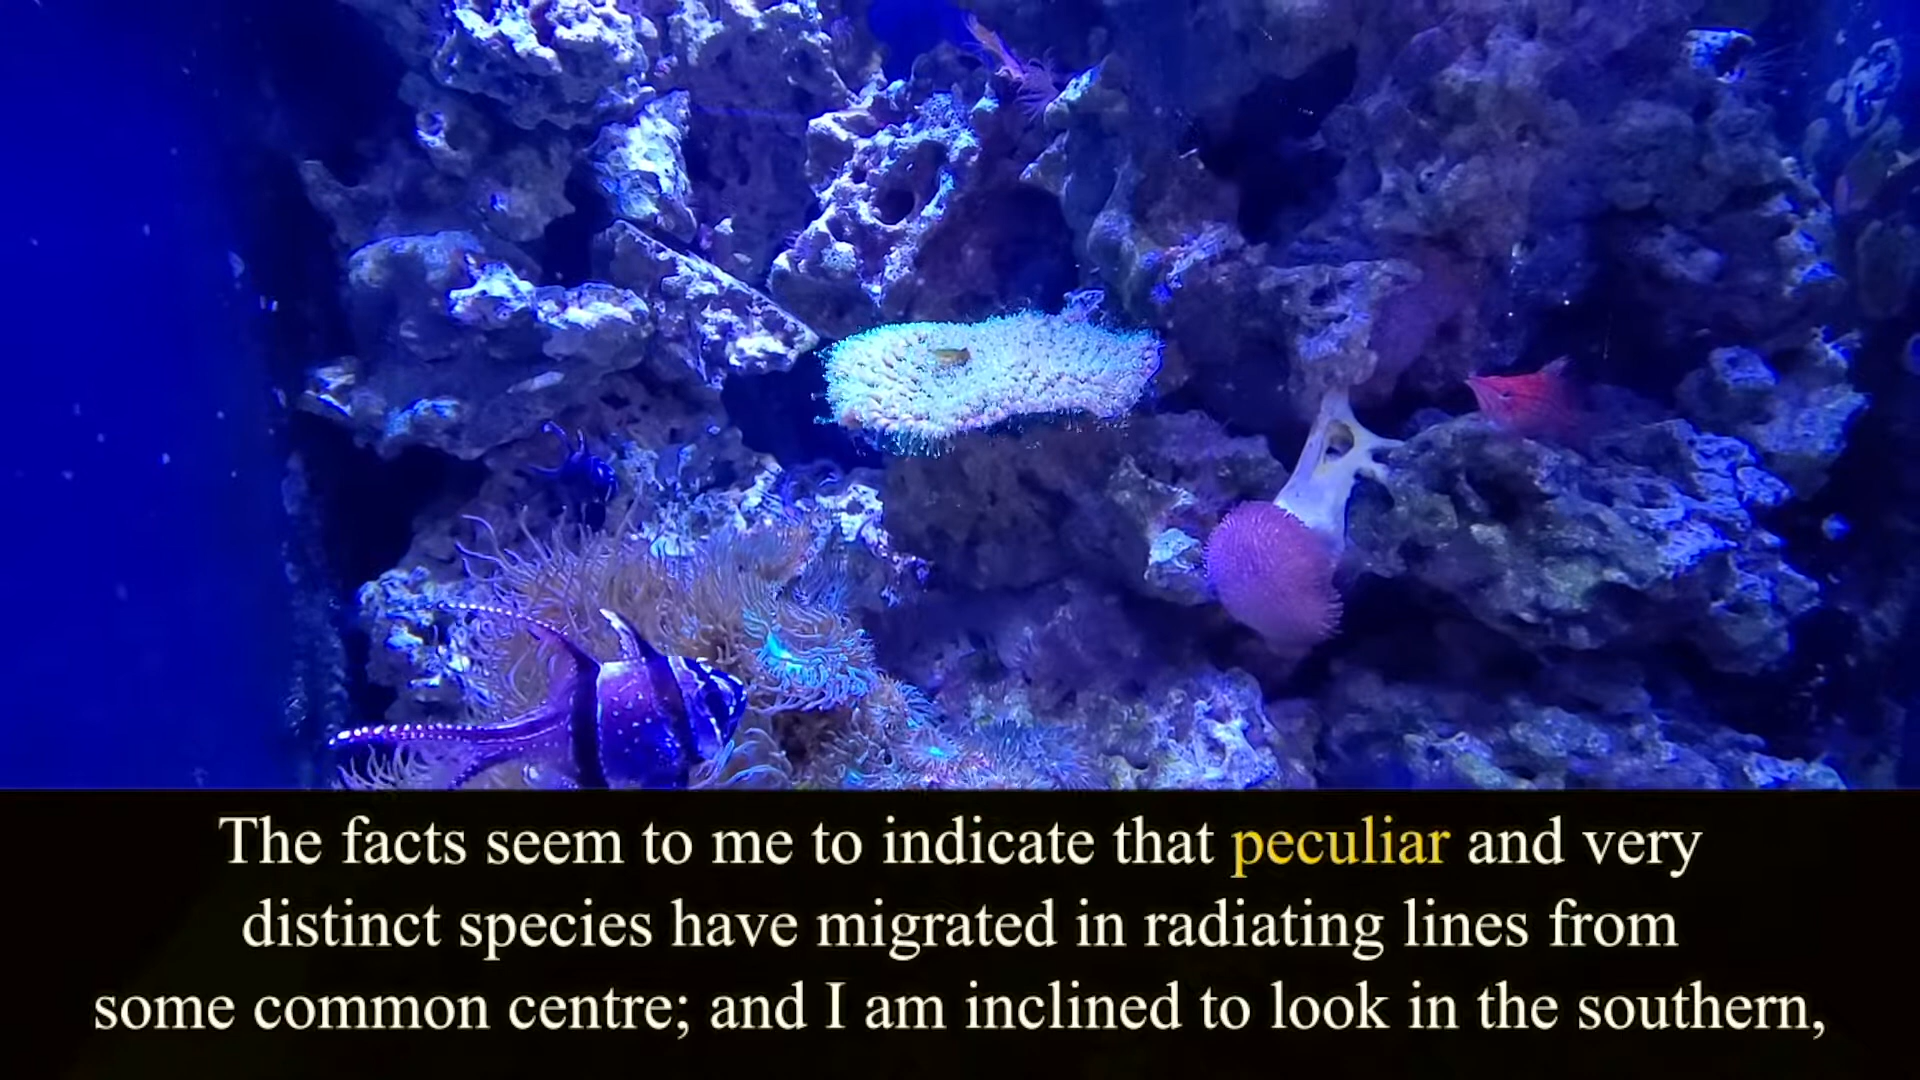 The facts seem to me to indicate that peculiar and very
distinct species have migrated in radiating lines from
some common centre; and I am inclined to look in the southern,